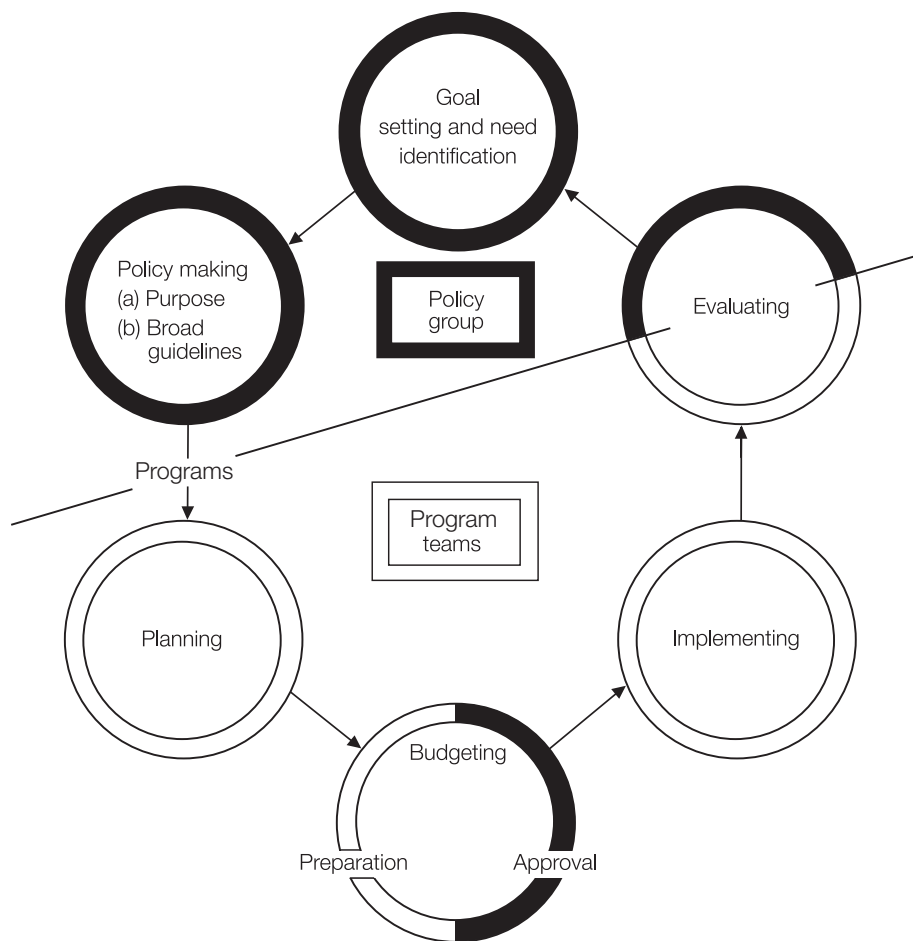 Goal
setting and need
identification
Policy making
(a) Purpose
(b) Broad
guidelines
Policy
group
Evaluating
Programs
Program
teams
Planning
Implementing
Budgeting
Preparation
Approval